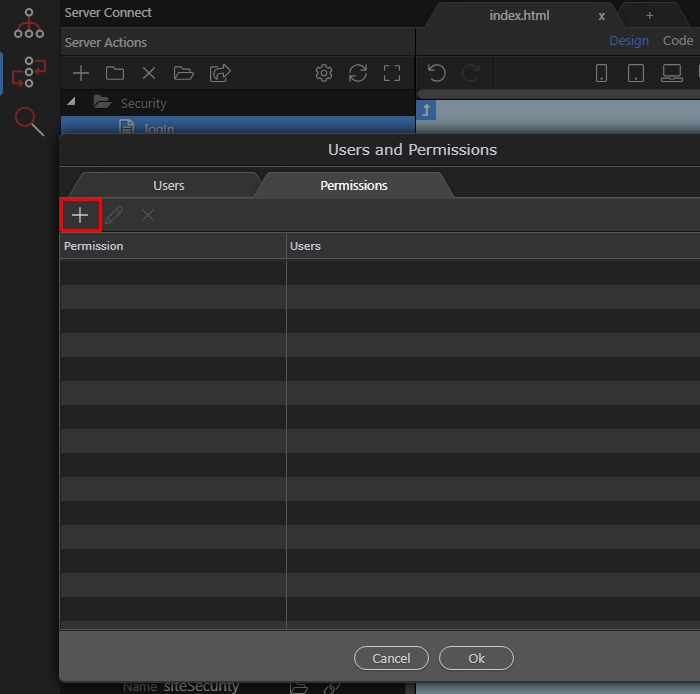 Server Connect
index.html x +
Server Actions
Design Code
Security
login
Users and Permissions
Users Permissions
Permission Users
Cancel Ok
Name siteSecurity